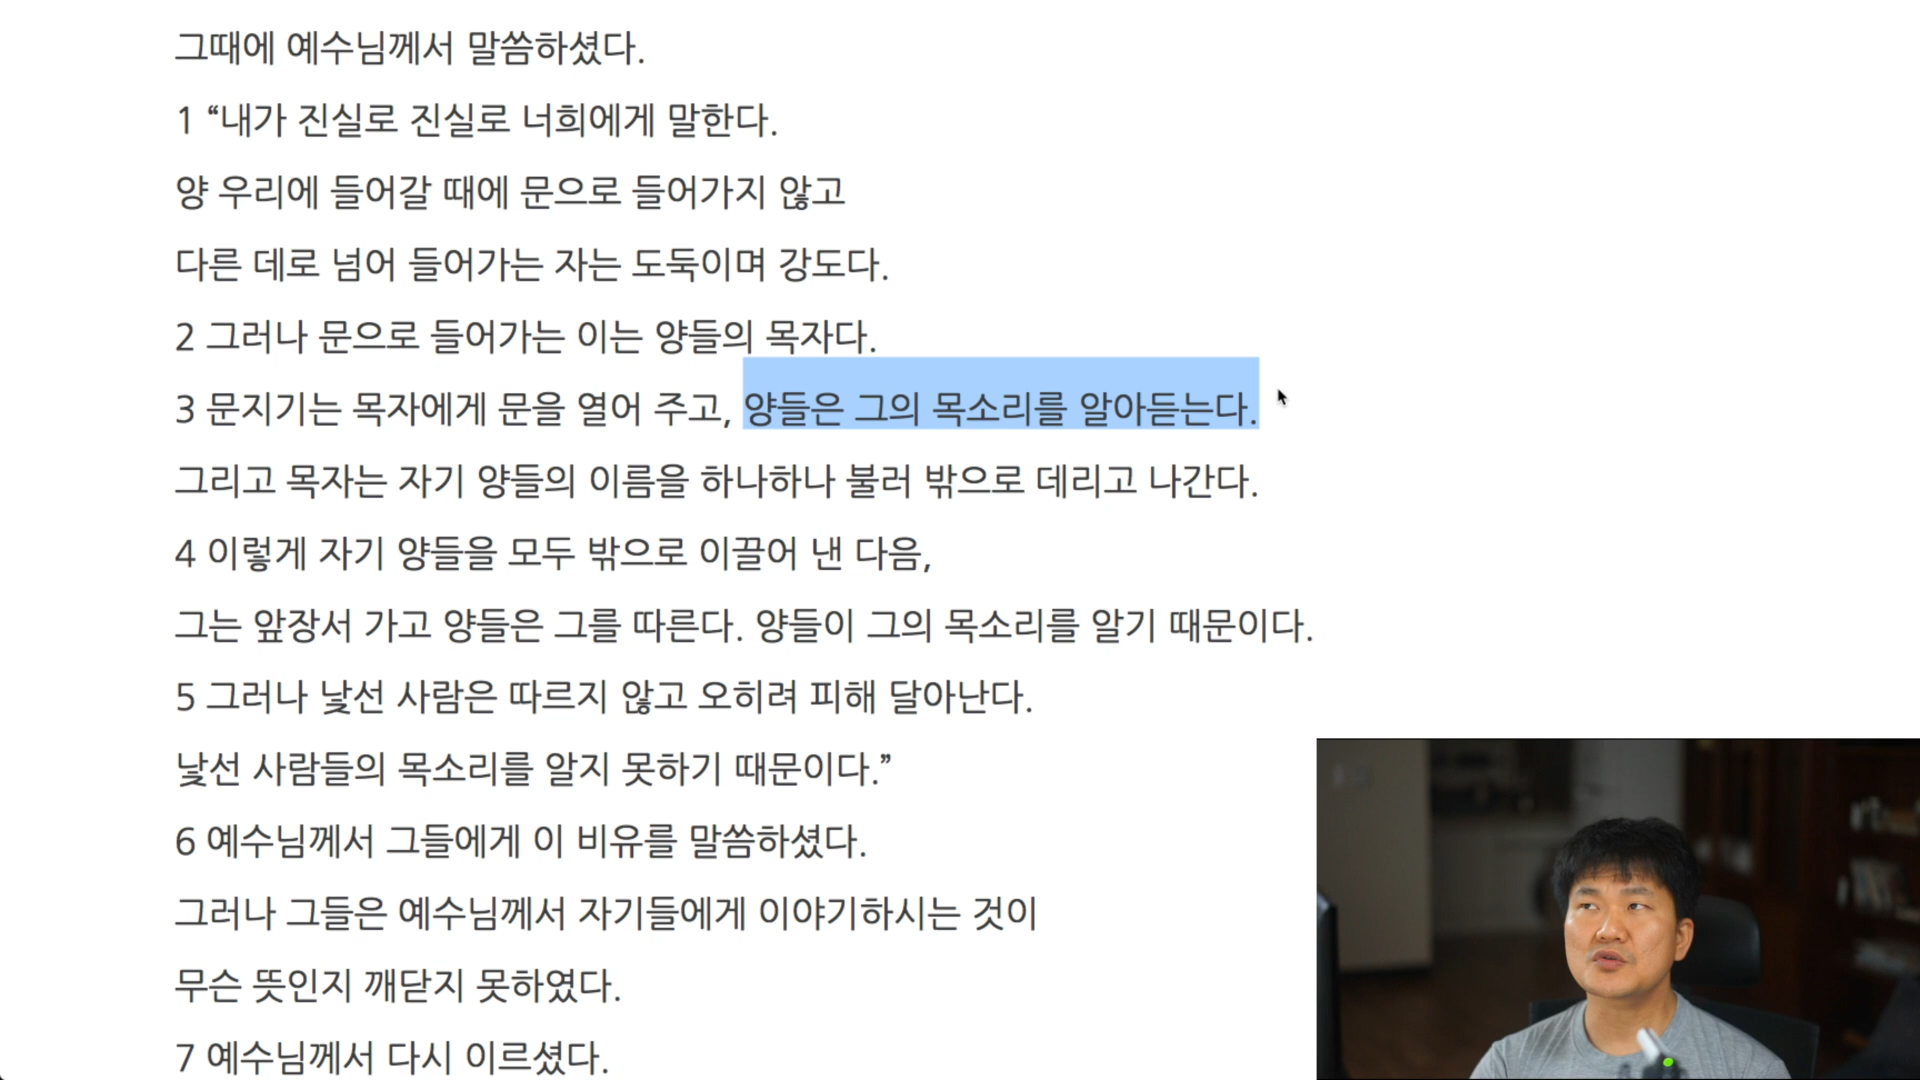 그때에 예수님께서 말씀하셨다.
1 “내가 진실로 진실로 너희에게 말한다.
양 우리에 들어갈 때에 문으로 들어가지 않고
다른 데로 넘어 들어가는 자는 도둑이며 강도다.
2 그러나 문으로 들어가는 이는 양들의 목자다.
3 문지기는 목자에게 문을 열어 주고, 양들은 그의 목소리를 알아듣는다.
그리고 목자는 자기 양들의 이름을 하나하나 불러 밖으로 데리고 나간다.
4 이렇게 자기 양들을 모두 밖으로 이끌어 낸 다음,
그는 앞장서 가고 양들은 그를 따른다. 양들이 그의 목소리를 알기 때문이다.
5 그러나 낯선 사람은 따르지 않고 오히려 피해 달아난다.
낯선 사람들의 목소리를 알지 못하기 때문이다.”
6 예수님께서 그들에게 이 비유를 말씀하셨다.
그러나 그들은 예수님께서 자기들에게 이야기하시는 것이
무슨 뜻인지 깨닫지 못하였다.
7 예수님께서 다시 이르셨다.